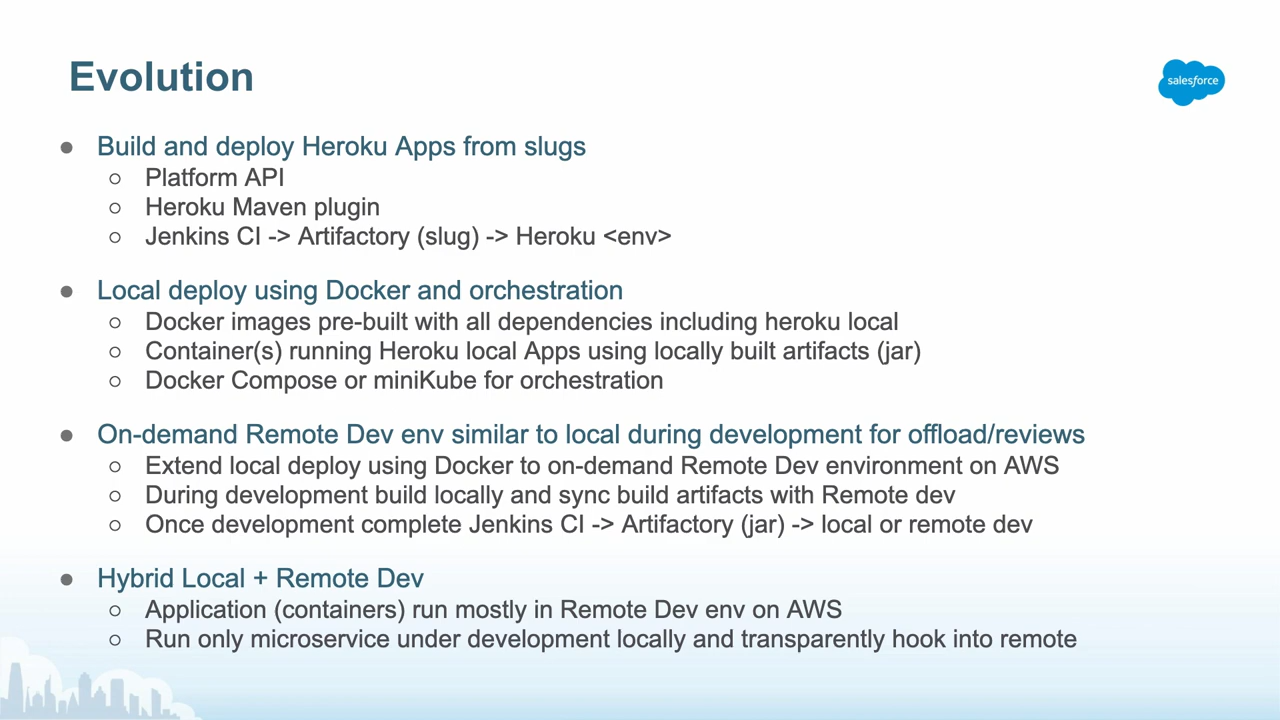 Evolution
salesforce
● Build and deploy Heroku Apps from slugs
○ Platform API
○ Heroku Maven plugin
○ Jenkins CI -> Artifactory (slug) -> Heroku <env>
● Local deploy using Docker and orchestration
○ Docker images pre-built with all dependencies including heroku local
○ Container(s) running Heroku local Apps using locally built artifacts (jar)
○ Docker Compose or miniKube for orchestration
● On-demand Remote Dev env similar to local during development for offload/reviews
○ Extend local deploy using Docker to on-demand Remote Dev environment on AWS
○ During development build locally and sync build artifacts with Remote dev
○ Once development complete Jenkins CI -> Artifactory (jar) -> local or remote dev
● Hybrid Local + Remote Dev
○ Application (containers) run mostly in Remote Dev env on AWS
○ Run only microservice under development locally and transparently hook into remote